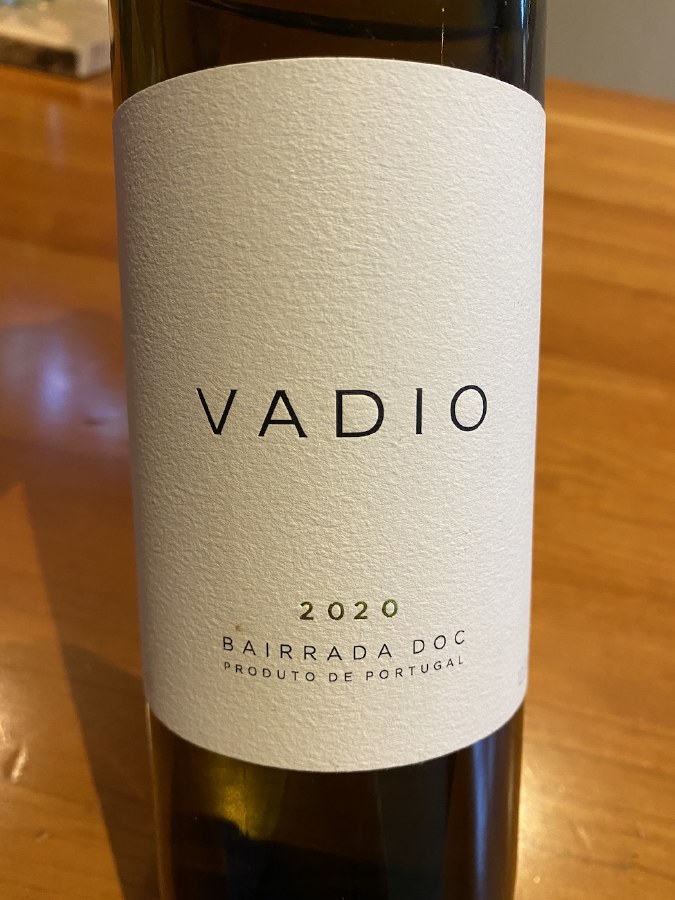 VADIO
2020
BAIRRADA DOC
PRODUTO DE PORTUGAL